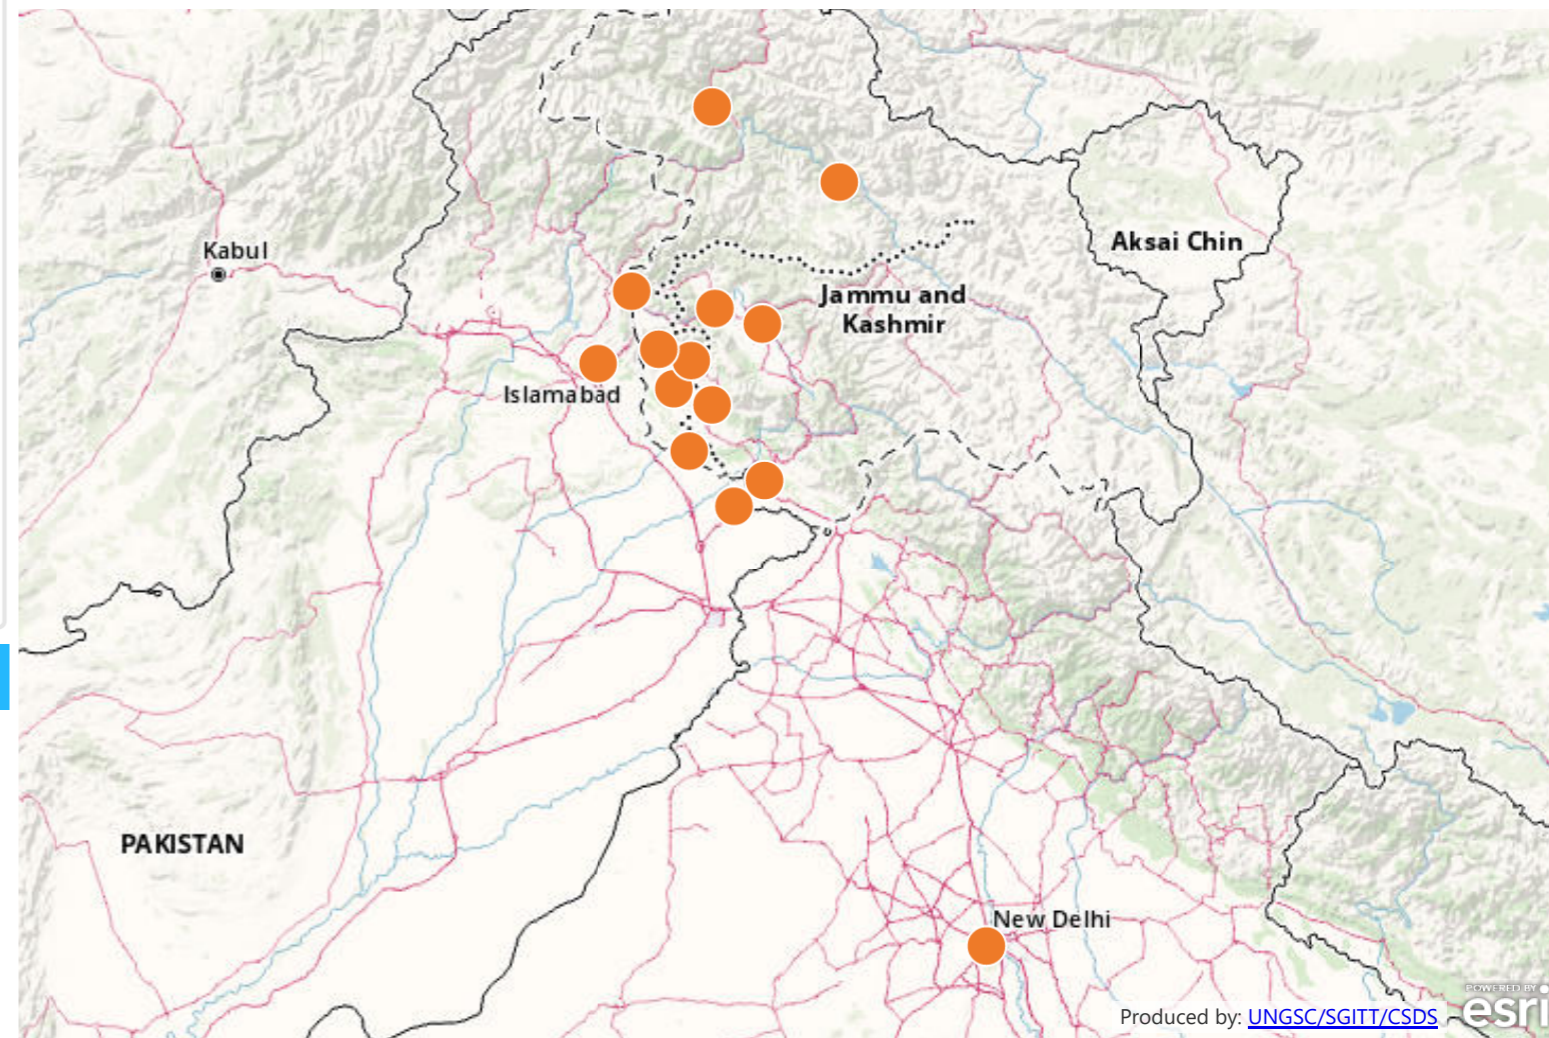 Kabul
Aksai Chin
Jammu and
Kashmir
Islamabad
PAKISTAN
New Delhi
POWERED BY
esri
Produced by: UNGSC/SGITT/CSDS